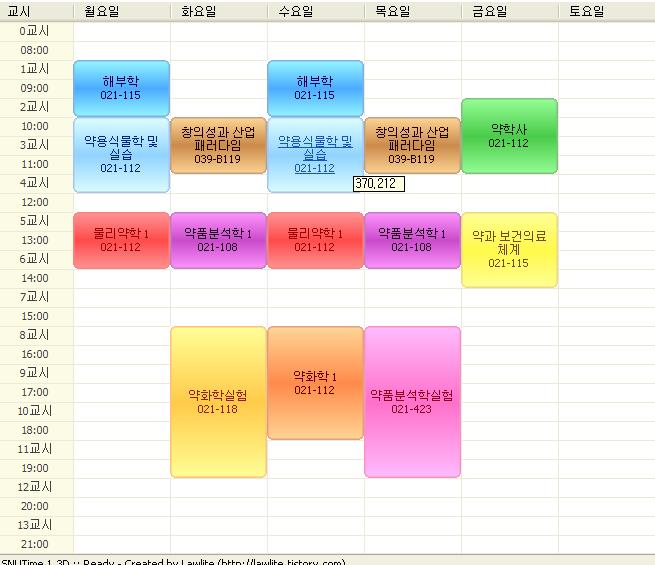 교시 월요일 화요일 수요일 목요일 금요일 토요일
0교시
08:00
1교시
09:00
2교시
10:00
3교시
11:00
4교시
12:00
5교시
13:00
6교시
14:00
7교시
15:00
8교시
16:00
9교시
17:00
10교시
18:00
11교시
19:00
12교시
20:00
13교시
21:00
해부학
021-115
약용식물학 및
실습
021-112
물리약학 1
021-112
창의성과 산업
패러다임
039-B119
약품분석학 1
021-108
약화학실험
021-118
해부학
021-115
약용식물학 및
실습
021-112
370,212
물리약학 1
021-112
약화학 1
021-112
창의성과 산업
패러다임
039-B119
약품분석학 1
021-108
약품분석학실험
021-423
약학사
021-112
약과 보건의료
체계
021-115
SNUTime 1.3D :: Ready - Created by Lawlite (http://lawlite.tistory.com)